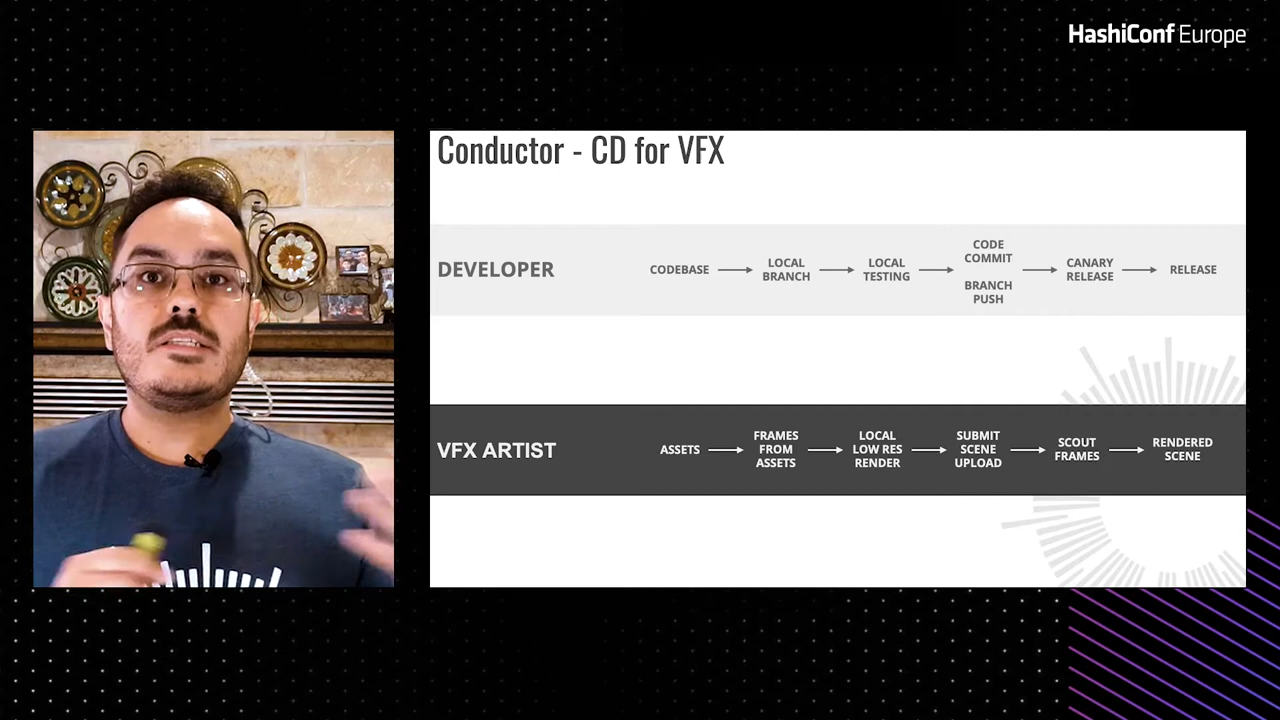 HashiConf Europe
Conductor - CD for VFX
DEVELOPER
CODEBASE
LOCAL
BRANCH
LOCAL
TESTING
CODE
COMMIT
BRANCH
PUSH
CANARY
RELEASE
RELEASE
VFX ARTIST
ASSETS
FRAMES
FROM
ASSETS
LOCAL
LOW RES
RENDER
SUBMIT
SCENE
UPLOAD
SCOUT
FRAMES
RENDERED
SCENE